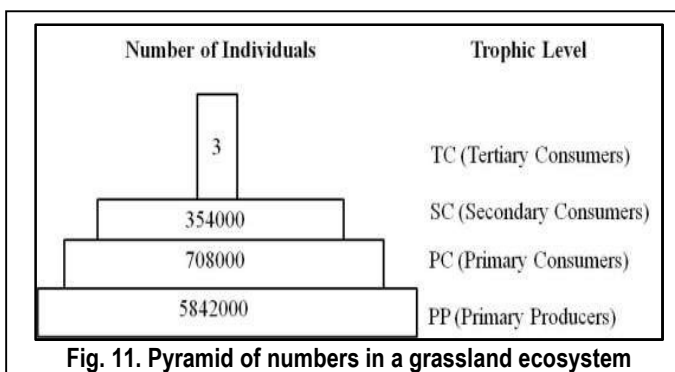 Number of Individuals Trophic Level
3
TC (Tertiary Consumers)
354000
SC (Secondary Consumers)
708000
PC (Primary Consumers)
5842000
PP (Primary Producers)
Fig. 11. Pyramid of numbers in a grassland ecosystem